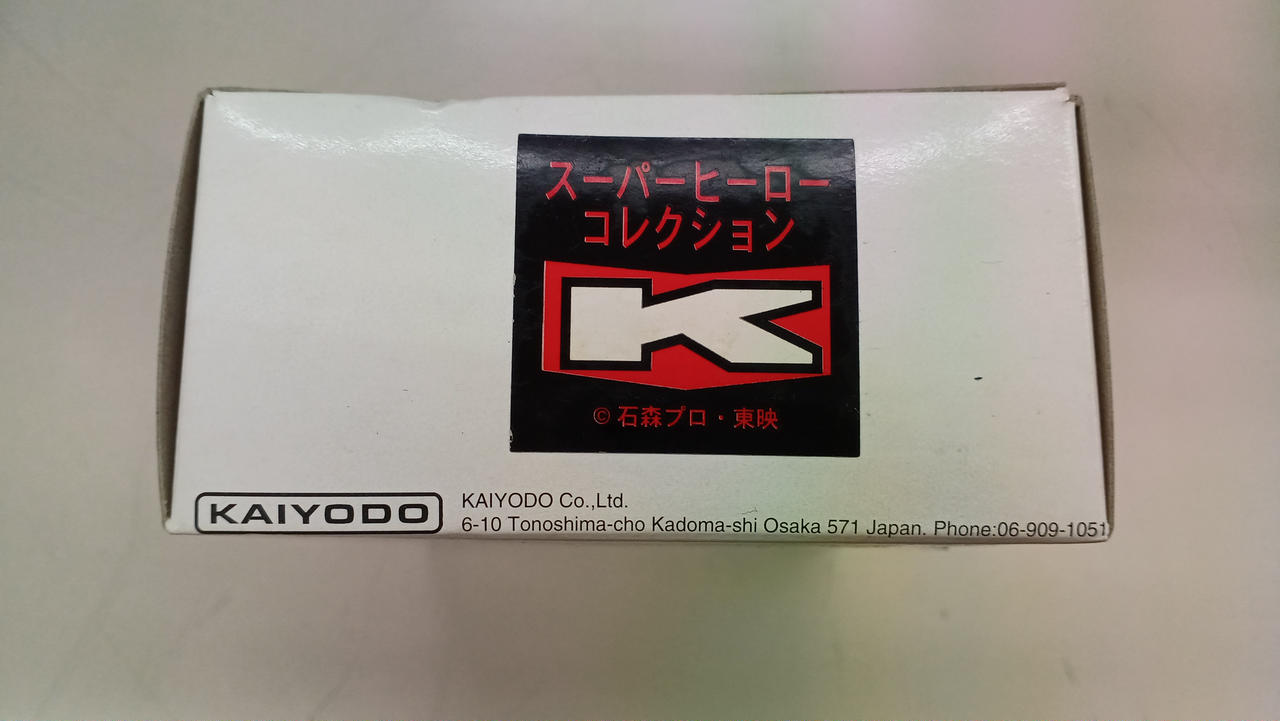 スーパーヒーロー
コレクション
K
© 石森プロ・東映
KAIYODO
KAIYODO Co.,Ltd.
6-10 Tonoshima-cho Kadoma-shi Osaka 571 Japan. Phone:06-909-1051